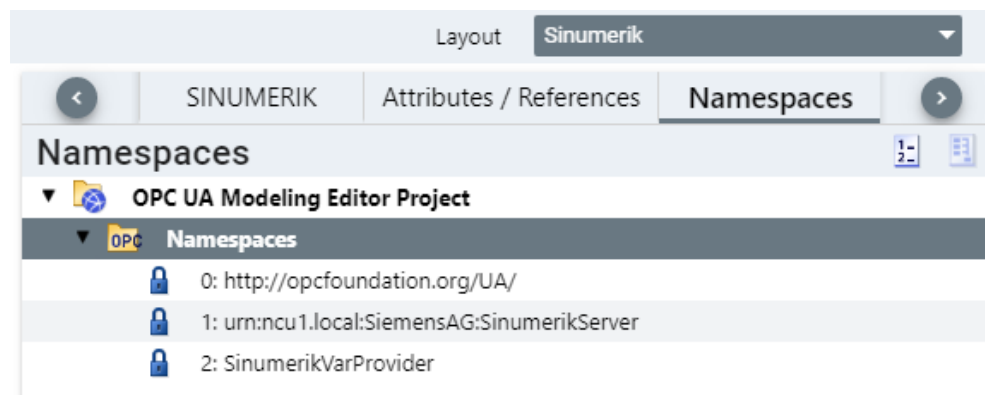 Layout Sinumerik
SINUMERIK Attributes / References Namespaces
Namespaces
OPC UA Modeling Editor Project
OPC Namespaces
0: http://opcfoundation.org/UA/
1: urn:ncu1.local:SiemensAG:SinumerikServer
2: SinumerikVarProvider